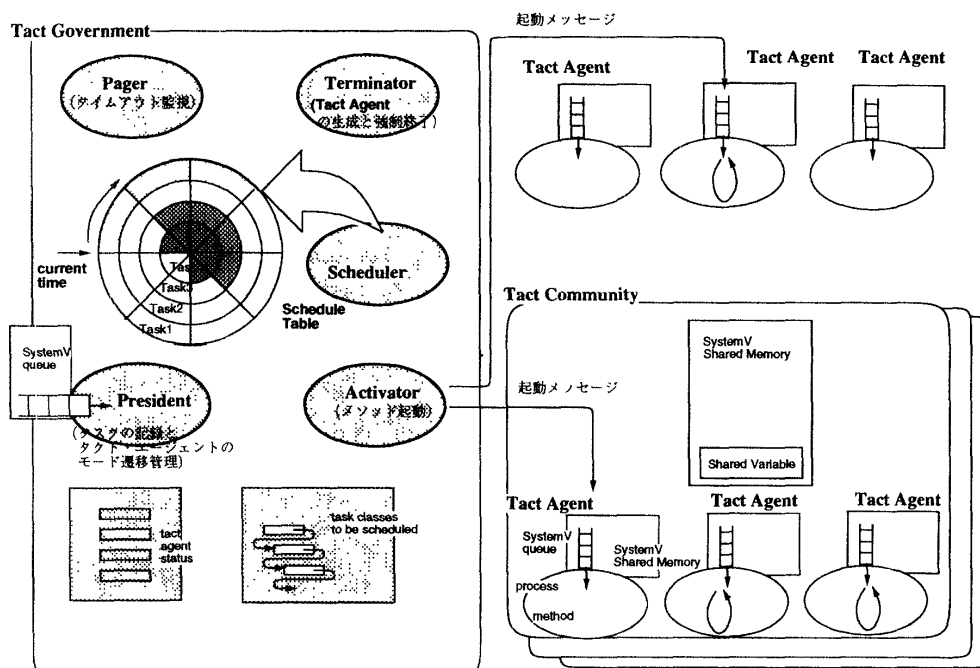 起動メッセージ
Tact Government
Pager
(タイムアウト監視)
Terminator
(Tact Agent
の生成と強制終了)
Tact Agent
Tact Agent
Tact Agent
current
time
Task3
Task2
Task1
Scheduler
Schedule
Table
SystemV
queue
President
(タスクの記録と
タクト・エージェントの
モード遷移管理)
Activator
(メソッド起動)
tact
agent
status
task classes
to be scheduled
起動メッセージ
Tact Community
SystemV
Shared Memory
Shared Variable
Tact Agent
Tact Agent
Tact Agent
SystemV
queue
SystemV
Shared Memory
process
method